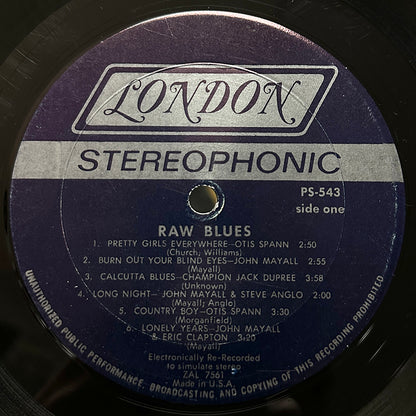 LONDON
STEREOPHONIC
PS-543
side one
RAW BLUES
1. PRETTY GIRLS EVERYWHERE—OTIS SPANN 2:50
(Church; Williams)
2. BURN OUT YOUR BLIND EYES—JOHN MAYALL 2:55
(Mayall)
3. CALCUTTA BLUES—CHAMPION JACK DUPREE 3:58
(Unknown)
4. LONG NIGHT—JOHN MAYALL & STEVE ANGLO 2:00
(Mayall; Anglo)
5. COUNTRY BOY—OTIS SPANN 3:30
(Morganfield)
6. LONELY YEARS—JOHN MAYALL
& ERIC CLAPTON 3:20
(Mayall)
Electronically Re-Recorded
to simulate stereo
ZAL 7561
Made in U.S.A.
UNAUTHORIZED PUBLIC PERFORMANCE, BROADCASTING AND COPYING OF THIS RECORD PROHIBITED